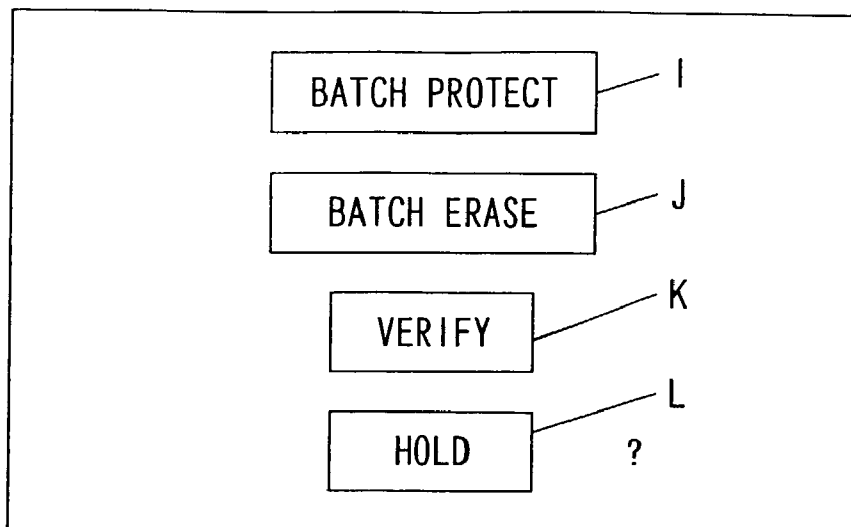 BATCH PROTECT I
BATCH ERASE J
VERIFY K
HOLD L
?